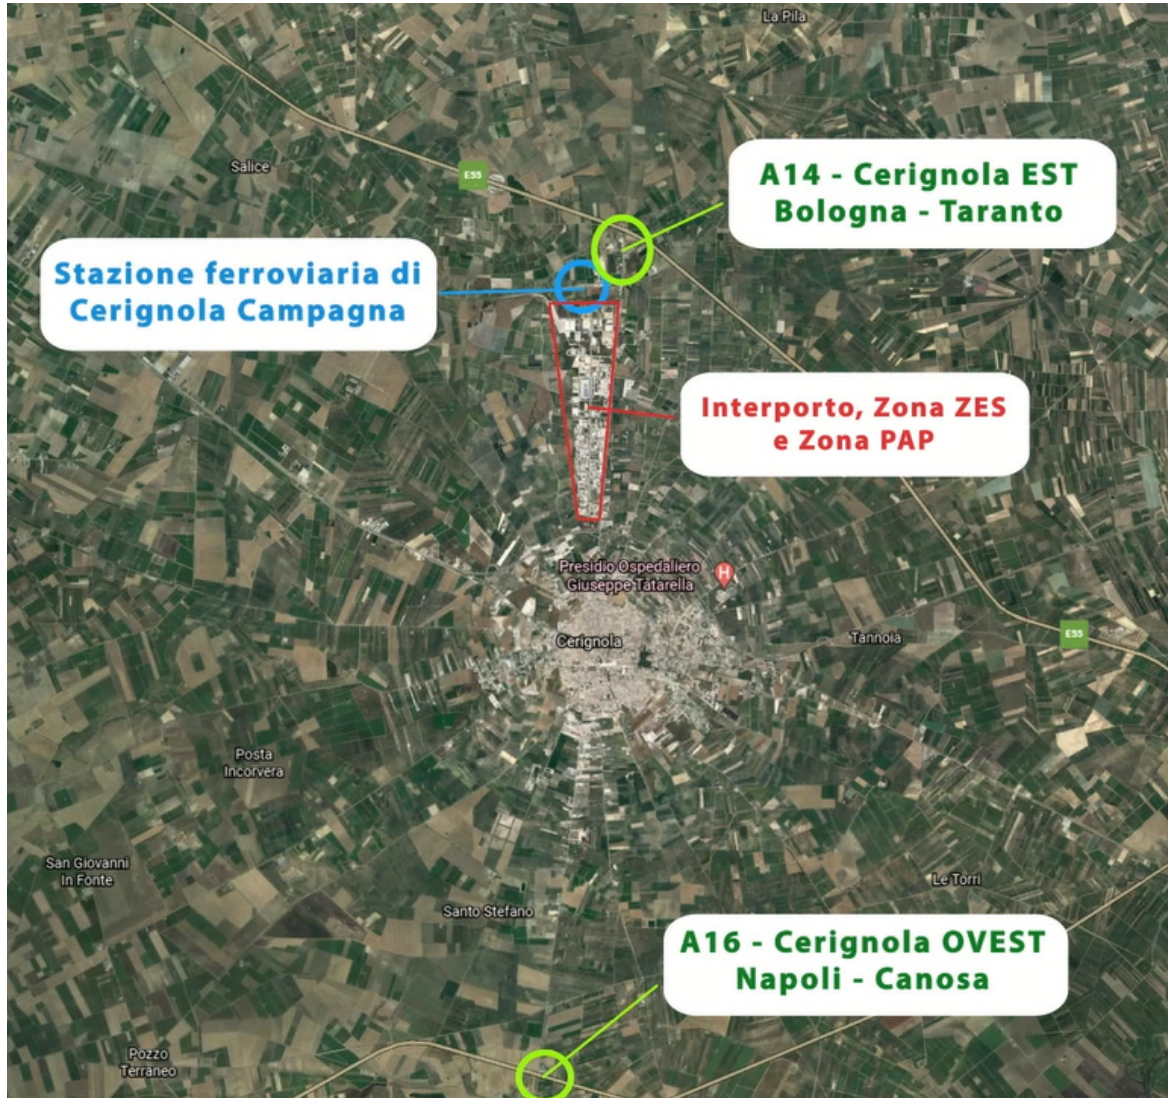 La Pila
Salice
E55
A14 - Cerignola EST
Bologna - Taranto
Stazione ferroviaria di
Cerignola Campagna
Interporto, Zona ZES
e Zona PAP
Presidio Ospedaliero
Giuseppe Tatarella
H
Cerignola
Tannoia
E55
Posta
Incorvera
San Giovanni
In Fonte
Le Torri
Santo Stefano
A16 - Cerignola OVEST
Napoli - Canosa
Pozzo
Terraneo